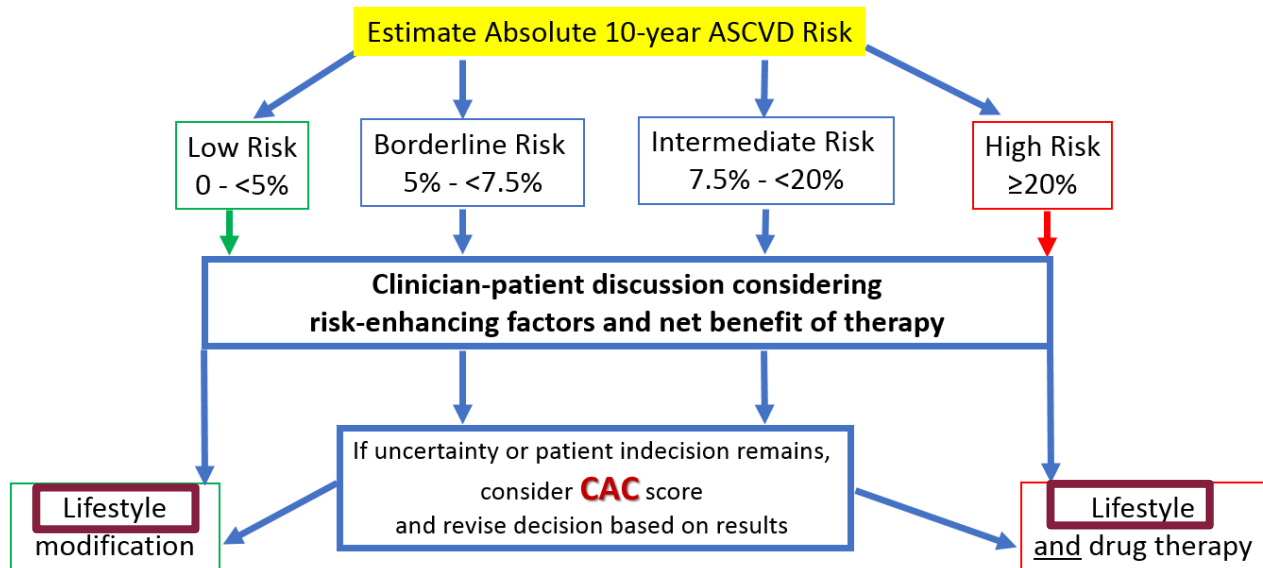 Estimate Absolute 10-year ASCVD Risk
Low Risk
0 - <5%
Borderline Risk
5% - <7.5%
Intermediate Risk
7.5% - <20%
High Risk
≥20%
Clinician-patient discussion considering
risk-enhancing factors and net benefit of therapy
If uncertainty or patient indecision remains,
consider CAC score
and revise decision based on results
Lifestyle
modification
Lifestyle
and drug therapy